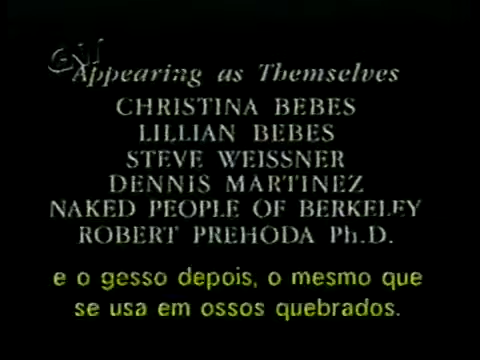 GNT
Appearing as Themselves
CHRISTINA BEBES
LILLIAN BEBES
STEVE WEISSNER
DENNIS MARTINEZ
NAKED PEOPLE OF BERKELEY
ROBERT PREHODA Ph.D.
e o gesso depois, o mesmo que
se usa em ossos quebrados.